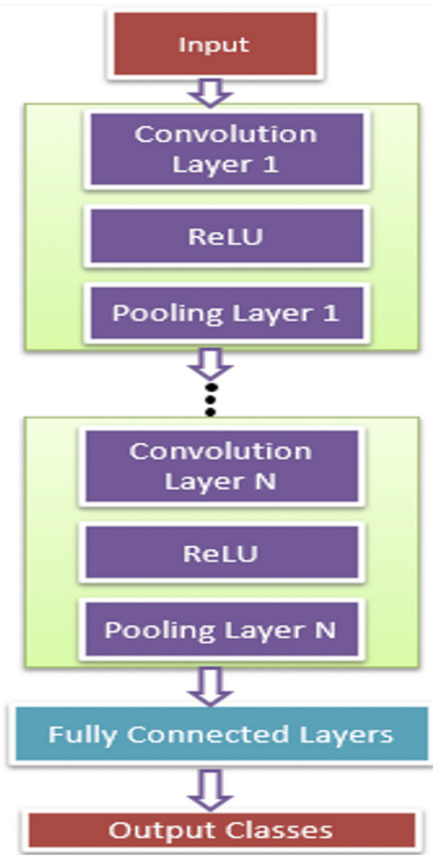 Input
Convolution
Layer 1
ReLU
Pooling Layer 1
Convolution
Layer N
ReLU
Pooling Layer N
Fully Connected Layers
Output Classes